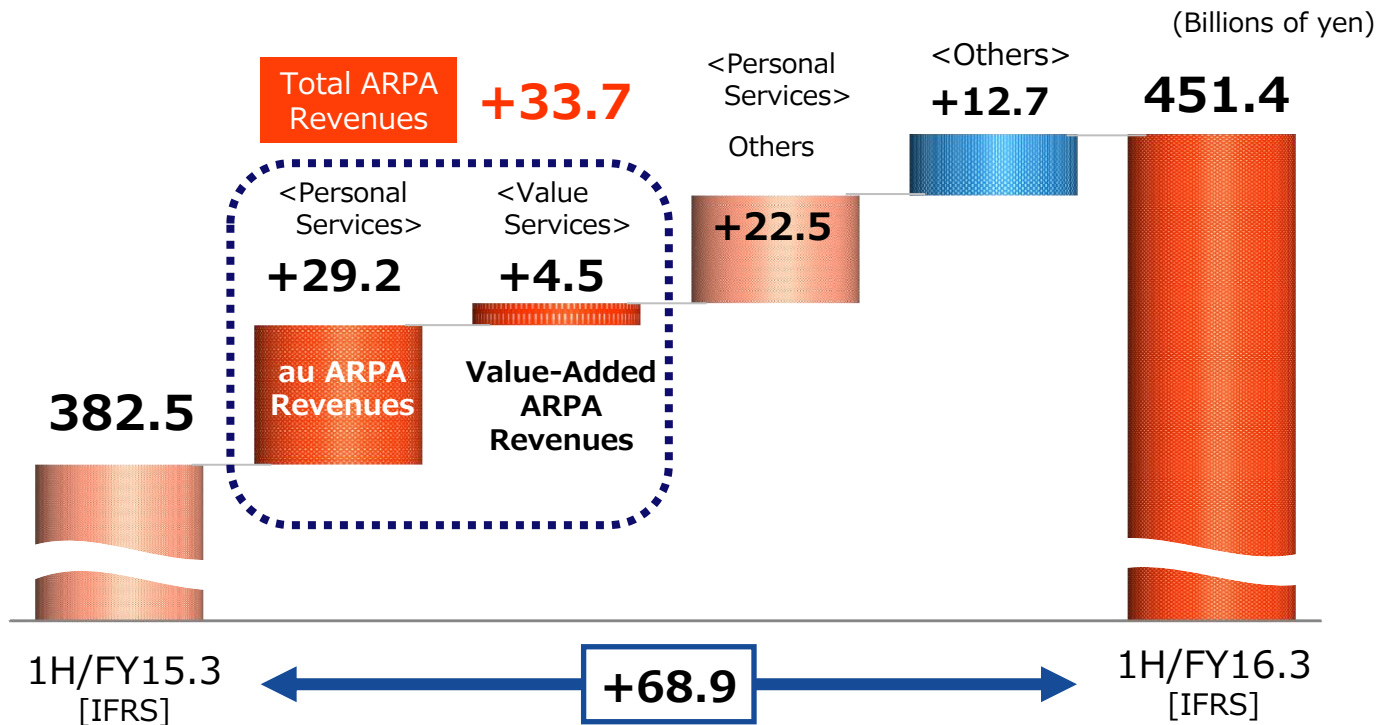 (Billions of yen)
Total ARPA
Revenues
+33.7
<Personal
Services>
Others
+22.5
<Others>
+12.7
451.4
<Personal
Services>
+29.2
<Value
Services>
+4.5
au ARPA
Revenues
Value-Added
ARPA
Revenues
382.5
1H/FY15.3
[IFRS]
+68.9
1H/FY16.3
[IFRS]